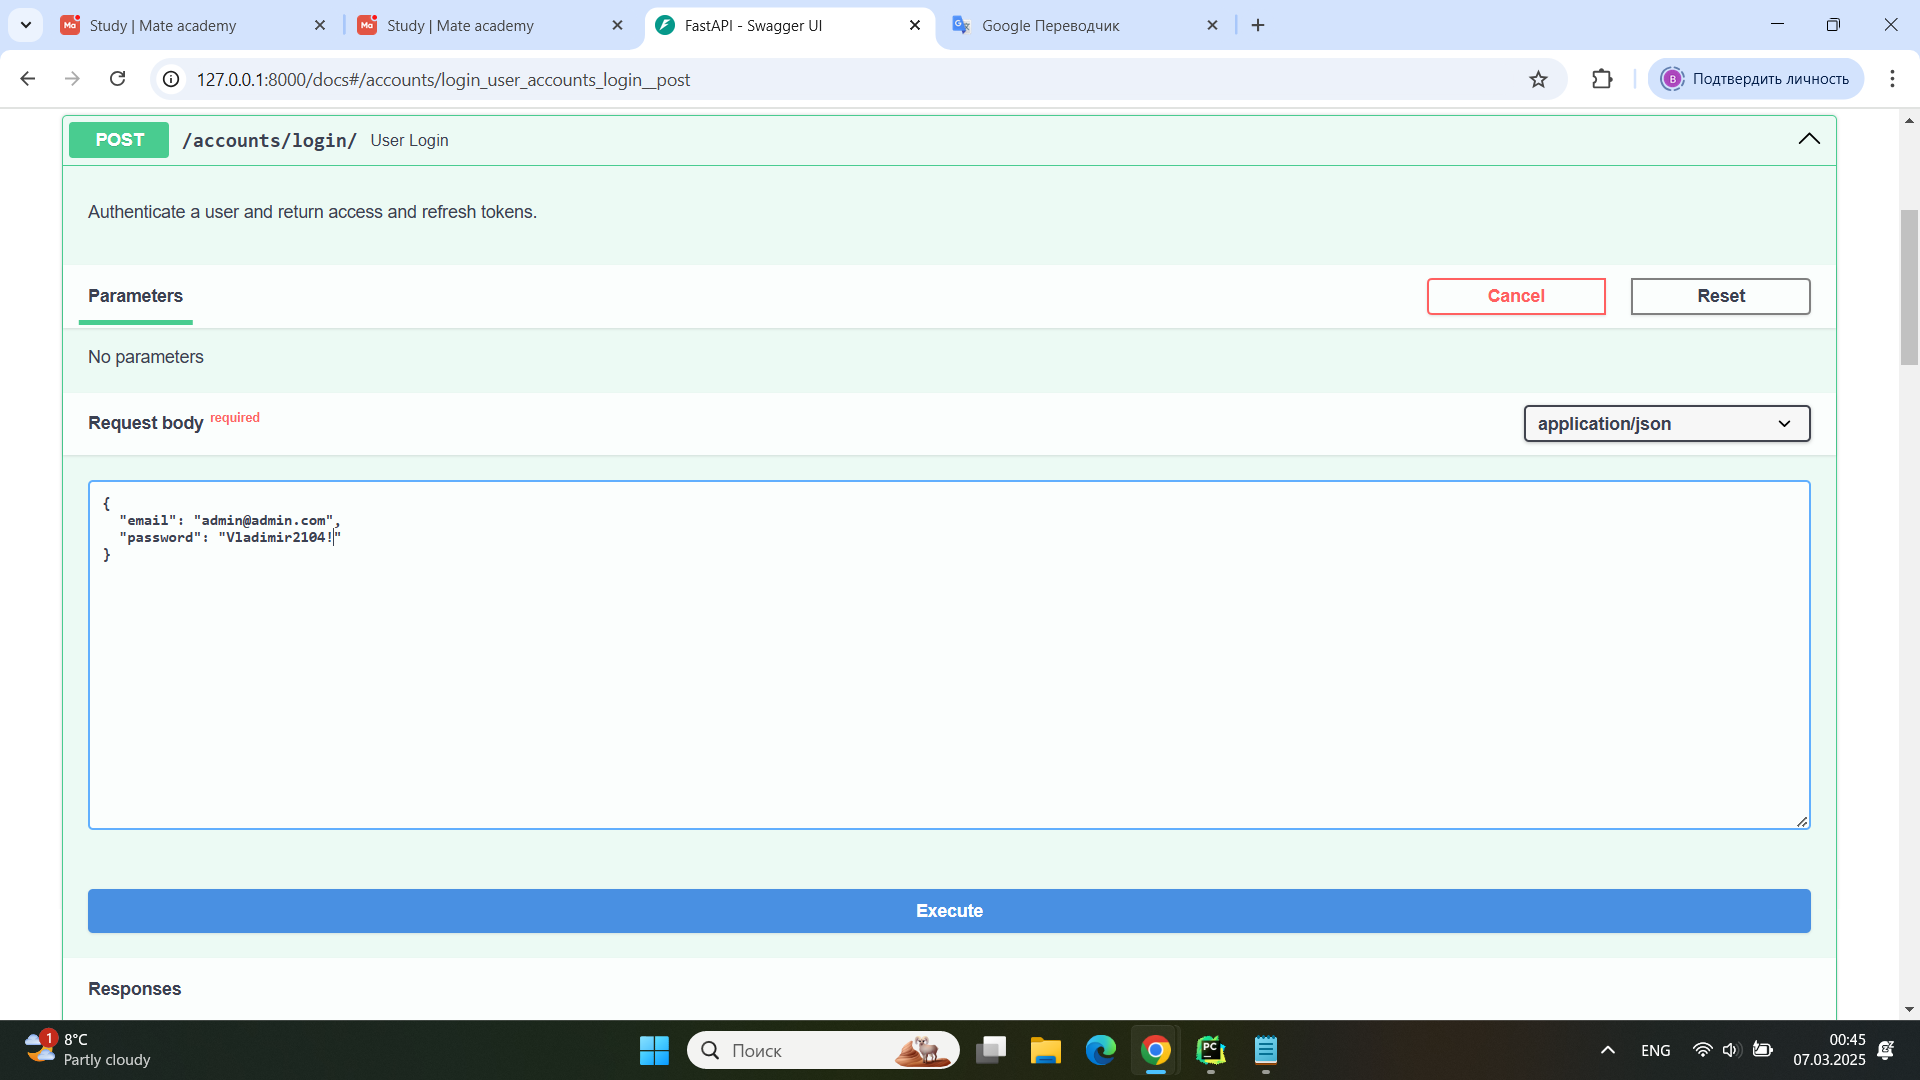 Study | Mate academy
Study | Mate academy
FastAPI - Swagger UI
Google Переводчик
127.0.0.1:8000/docs#/accounts/login_user_accounts_login__post
B
Подтвердить личность
POST /accounts/login/ User Login
Authenticate a user and return access and refresh tokens.
Parameters
Cancel
Reset
No parameters
Request body required
application/json
{
"email": "admin@admin.com",
"password": "Vladimir2104!"
}
Execute
Responses
1
8°C
Partly cloudy
Поиск
PC
ENG
00:45
07.03.2025